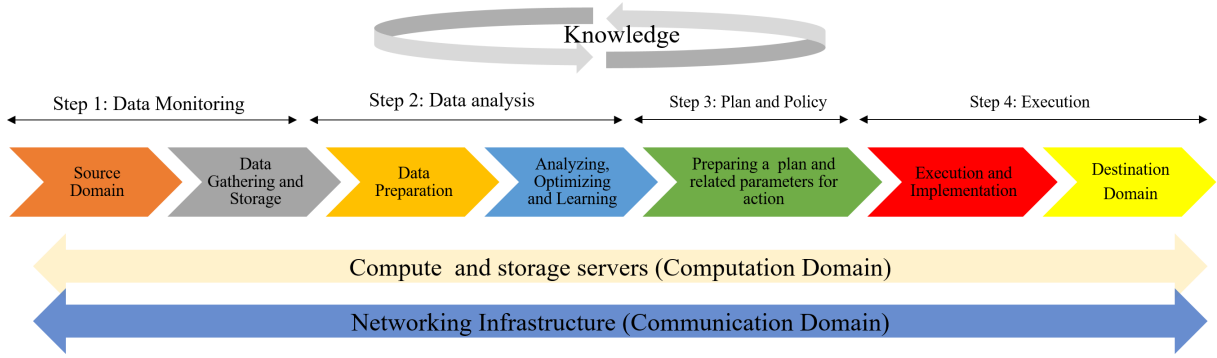 Knowledge
Step 1: Data Monitoring
Step 2: Data analysis
Step 3: Plan and Policy
Step 4: Execution
Source
Domain
Data
Gathering and
Storage
Data
Preparation
Analyzing,
Optimizing
and Learning
Preparing a plan and
related parameters for
action
Execution and
Implementation
Destination
Domain
Compute and storage servers (Computation Domain)
Networking Infrastructure (Communication Domain)